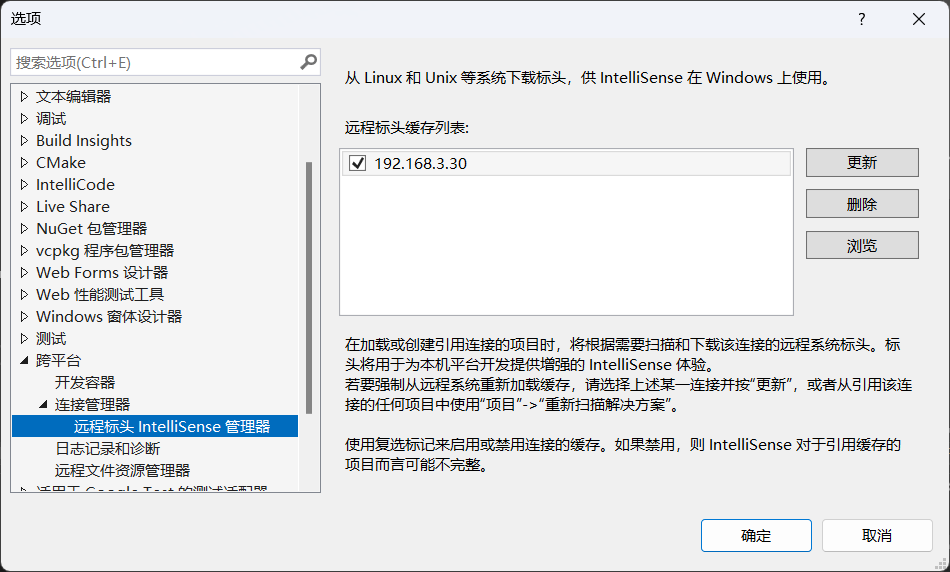 选项
?
搜索选项(Ctrl+E)
文本编辑器
调试
Build Insights
CMake
IntelliCode
Live Share
NuGet 包管理器
vcpkg 程序包管理器
Web Forms 设计器
Web 性能测试工具
Windows 窗体设计器
测试
跨平台
开发容器
连接管理器
远程标头 IntelliSense 管理器
日志记录和诊断
远程文件资源管理器
适用于 Google Test 的测试适配器
从 Linux 和 Unix 等系统下载标头，供 IntelliSense 在 Windows 上使用。
远程标头缓存列表:
192.168.3.30
更新
删除
浏览
在加载或创建引用连接的项目时，将根据需要扫描和下载该连接的远程系统标头。标
头将用于为本机平台开发提供增强的 IntelliSense 体验。
若要强制从远程系统重新加载缓存，请选择上述某一连接并按“更新”，或者从引用该连
接的任何项目中使用“项目”->“重新扫描解决方案”。
使用复选标记来启用或禁用连接的缓存。如果禁用，则 IntelliSense 对于引用缓存的
项目而言可能不完整。
确定
取消